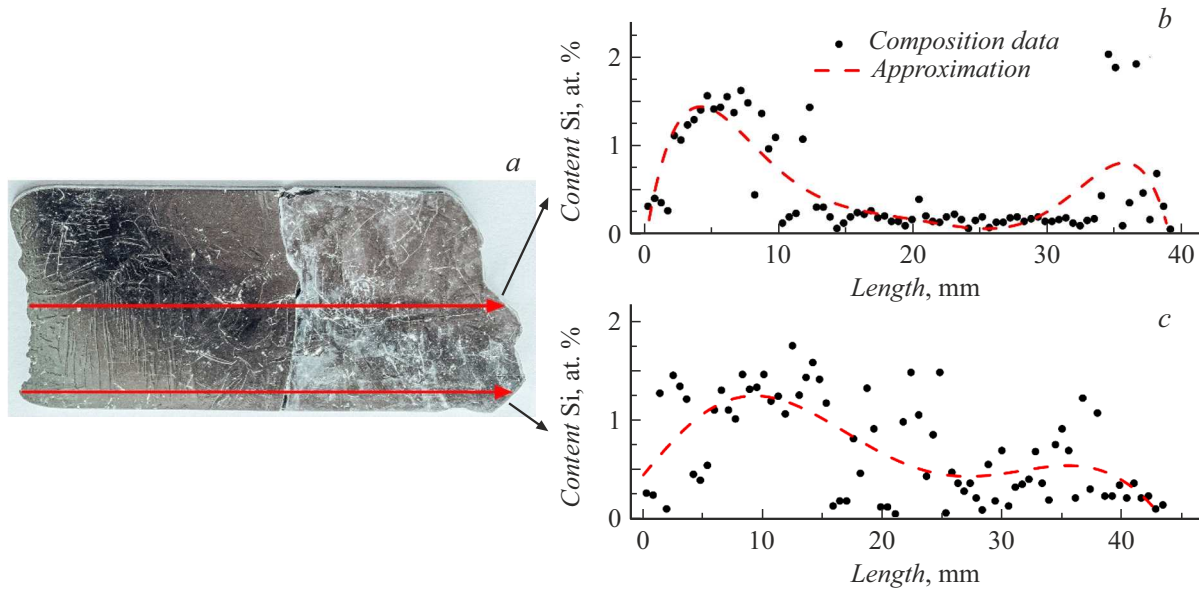 a
b
Content Si, at. %
2
1
0
Composition data
Approximation
0
10
20
30
40
Length, mm
c
Content Si, at. %
2
1
0
0
10
20
30
40
Length, mm